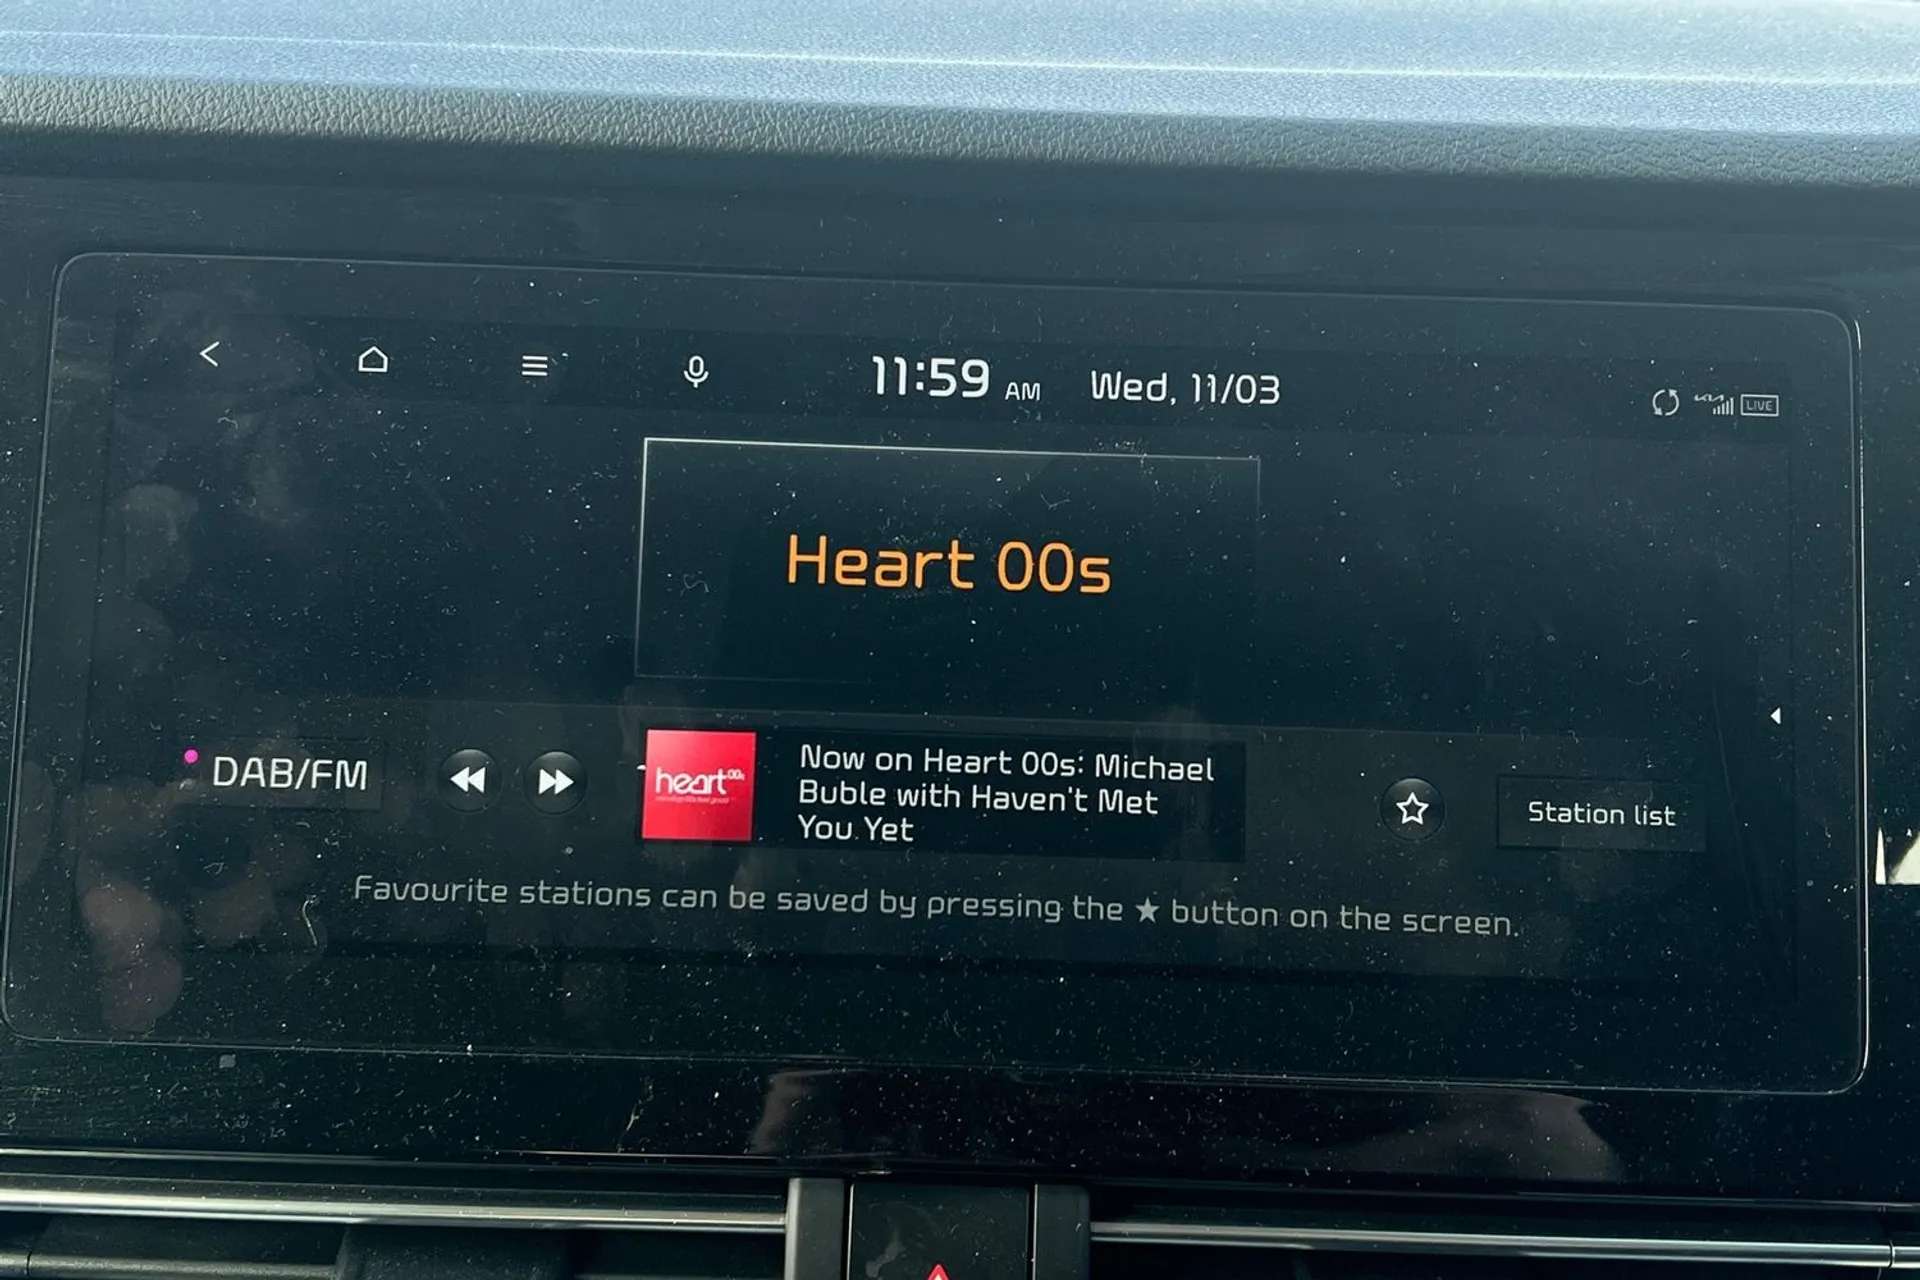 11:59 AM Wed, 11/03
LIVE
Heart 00s
DAB/FM
heart 00s
Now on Heart 00s: Michael
Buble with Haven't Met
You Yet
Station list
Favourite stations can be saved by pressing the ★ button on the screen.